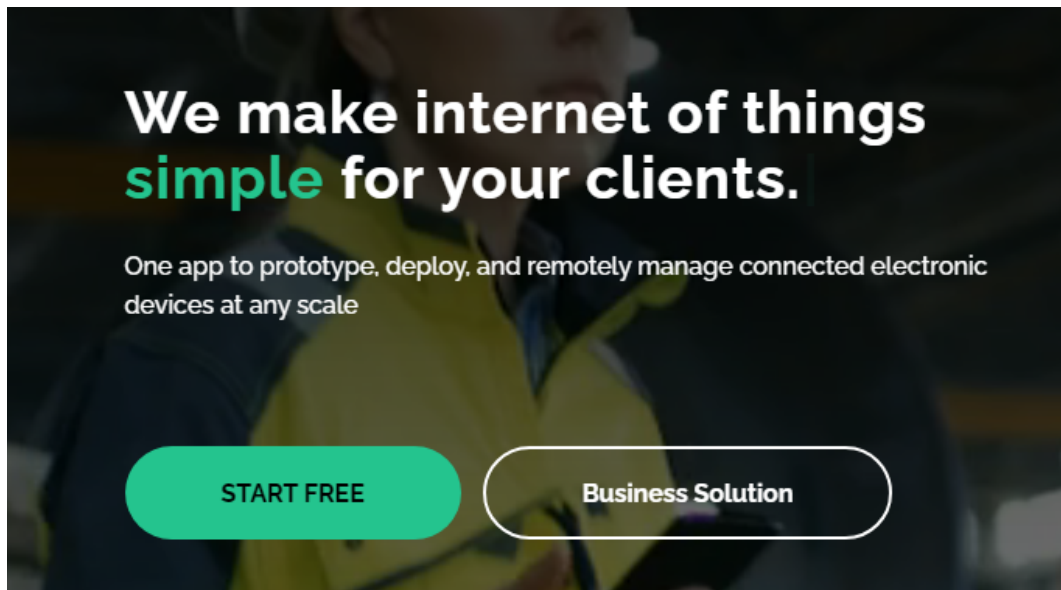 We make internet of things
simple for your clients.
One app to prototype, deploy, and remotely manage connected electronic
devices at any scale
START FREE
Business Solution